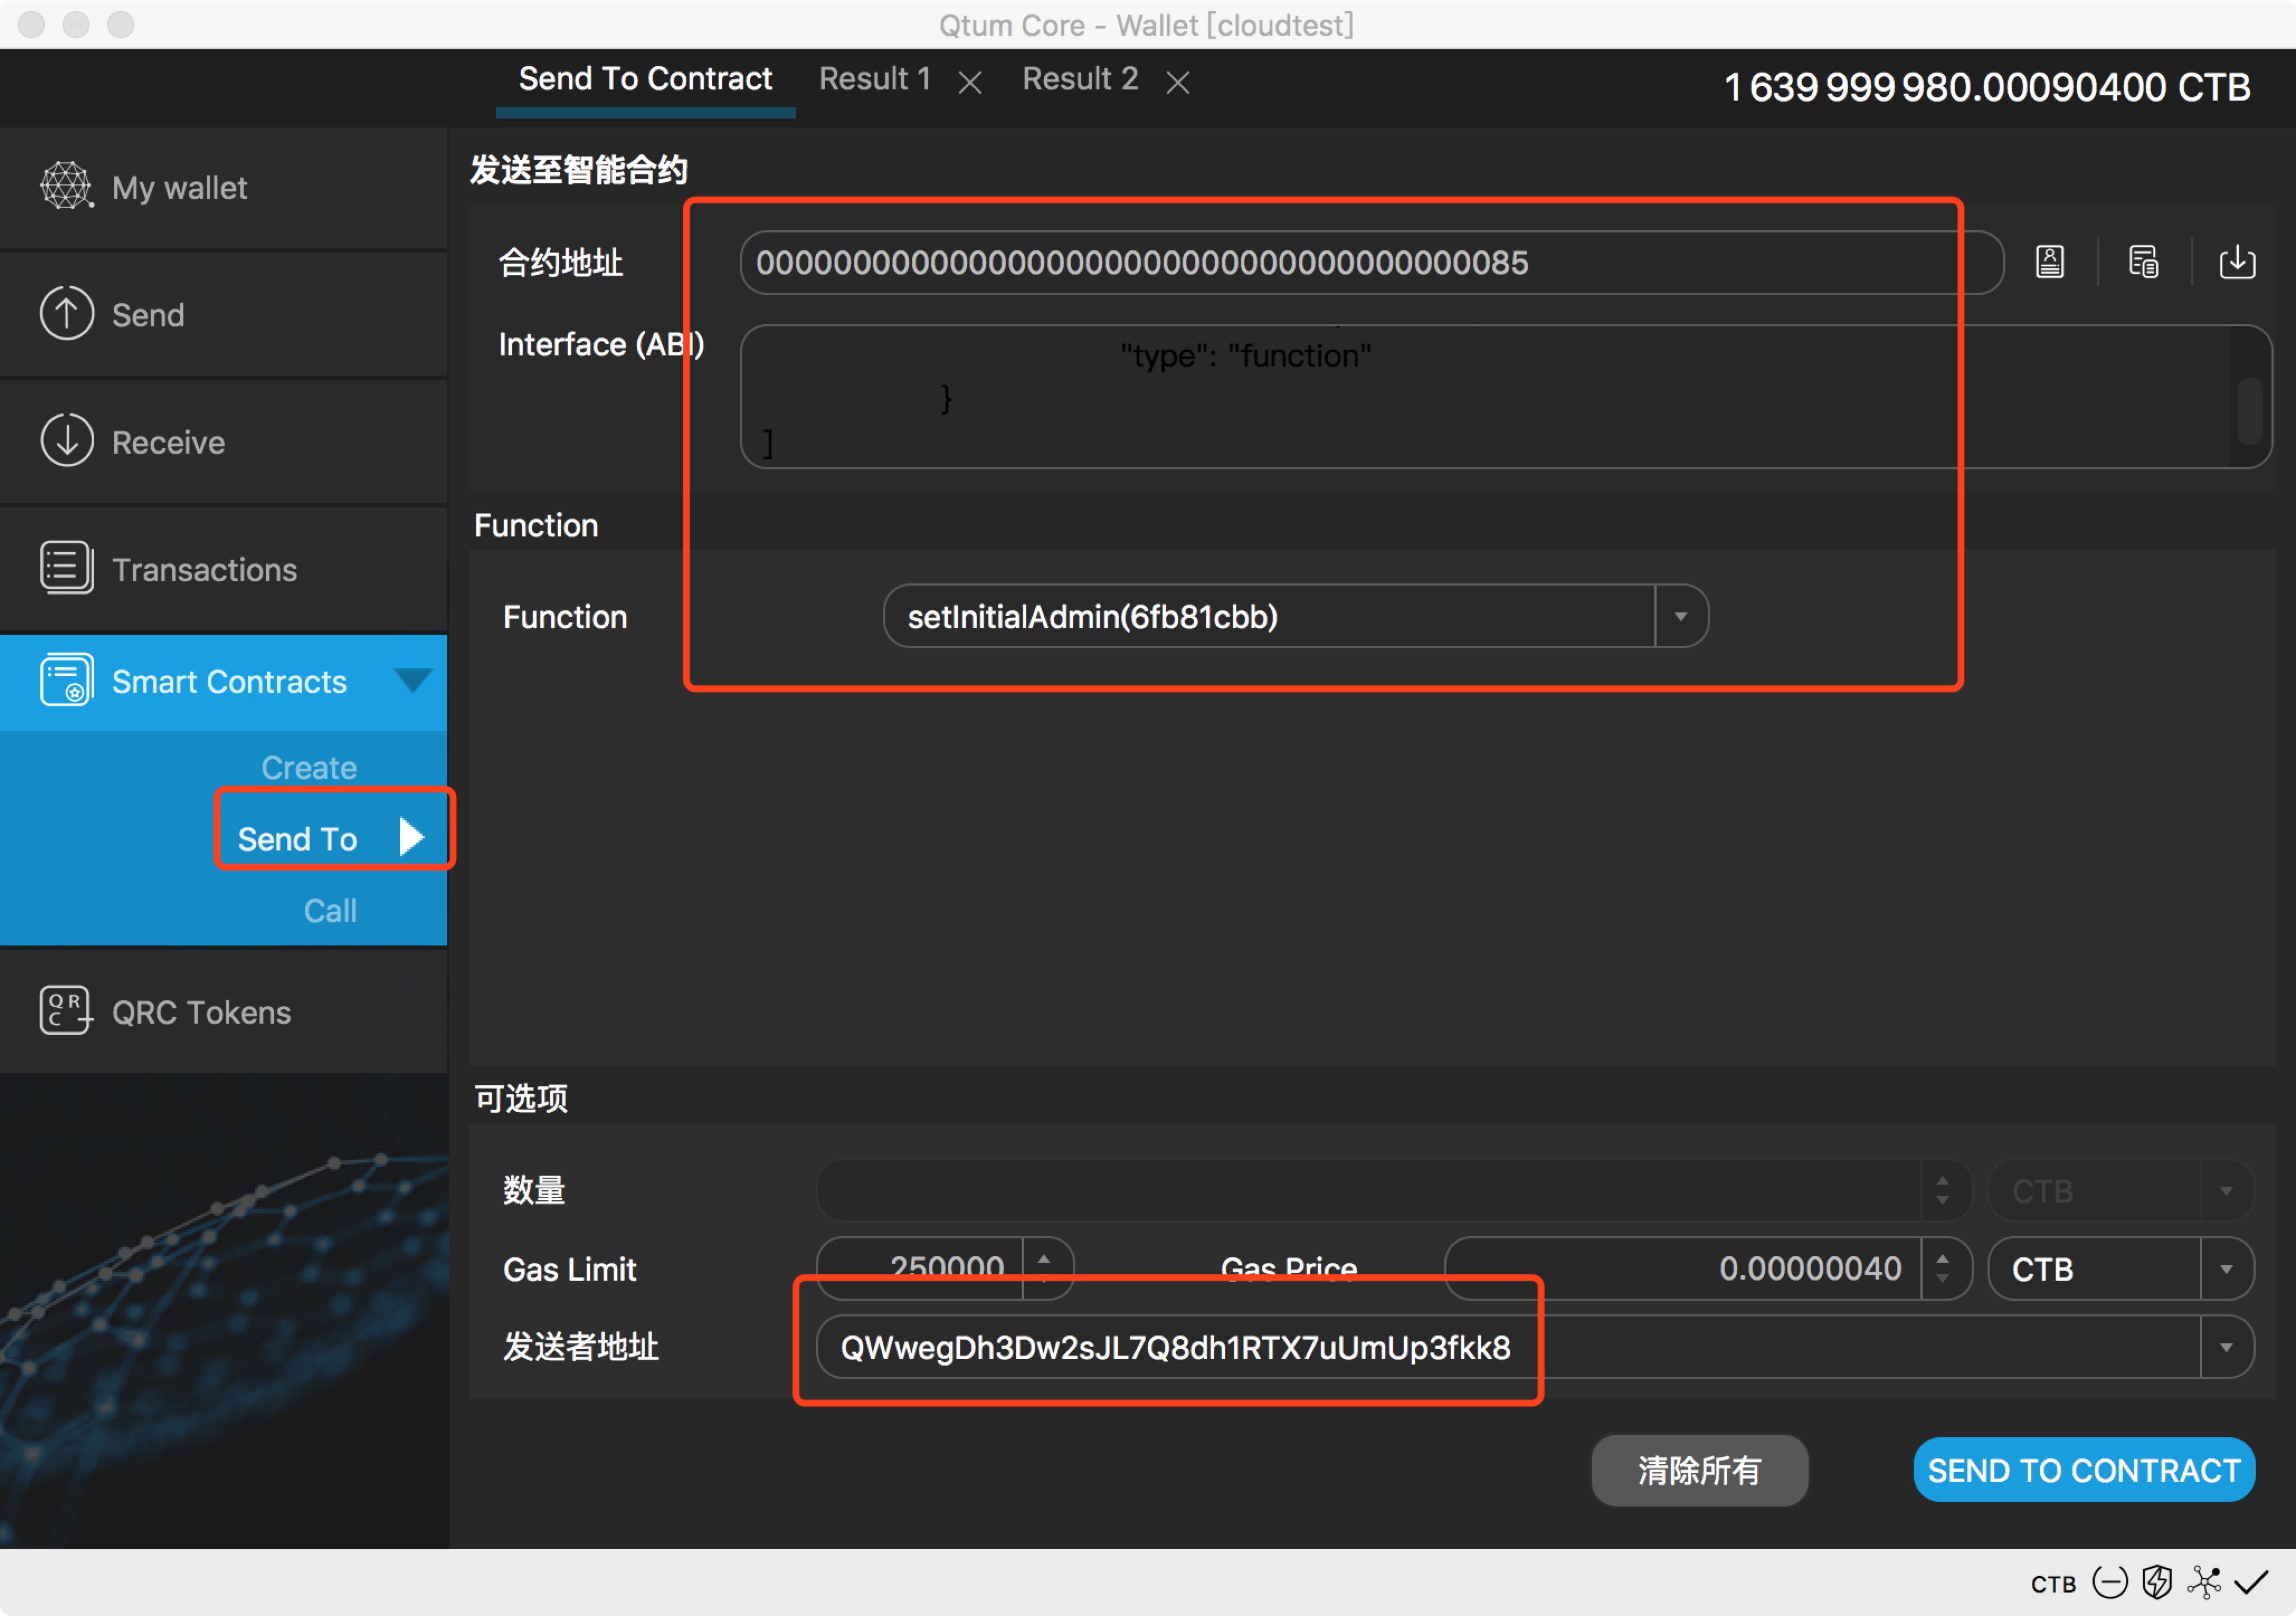 Qtum Core - Wallet [cloudtest]
Send To Contract
Result 1
Result 2
1 639 999 980.00090400 CTB
My wallet
Send
Receive
Transactions
Smart Contracts
Create
Send To
Call
QRC Tokens
QR
C
发送至智能合约
合约地址
0000000000000000000000000000000000000085
Interface (ABI)
"type": "function"
}
]
Function
Function
setInitialAdmin(6fb81cbb)
可选项
数量
CTB
Gas Limit
250000
Gas Price
0.00000040
CTB
发送者地址
QWwegDh3Dw2sJL7Q8dh1RTX7uUmUp3fkk8
清除所有
SEND TO CONTRACT
CTB